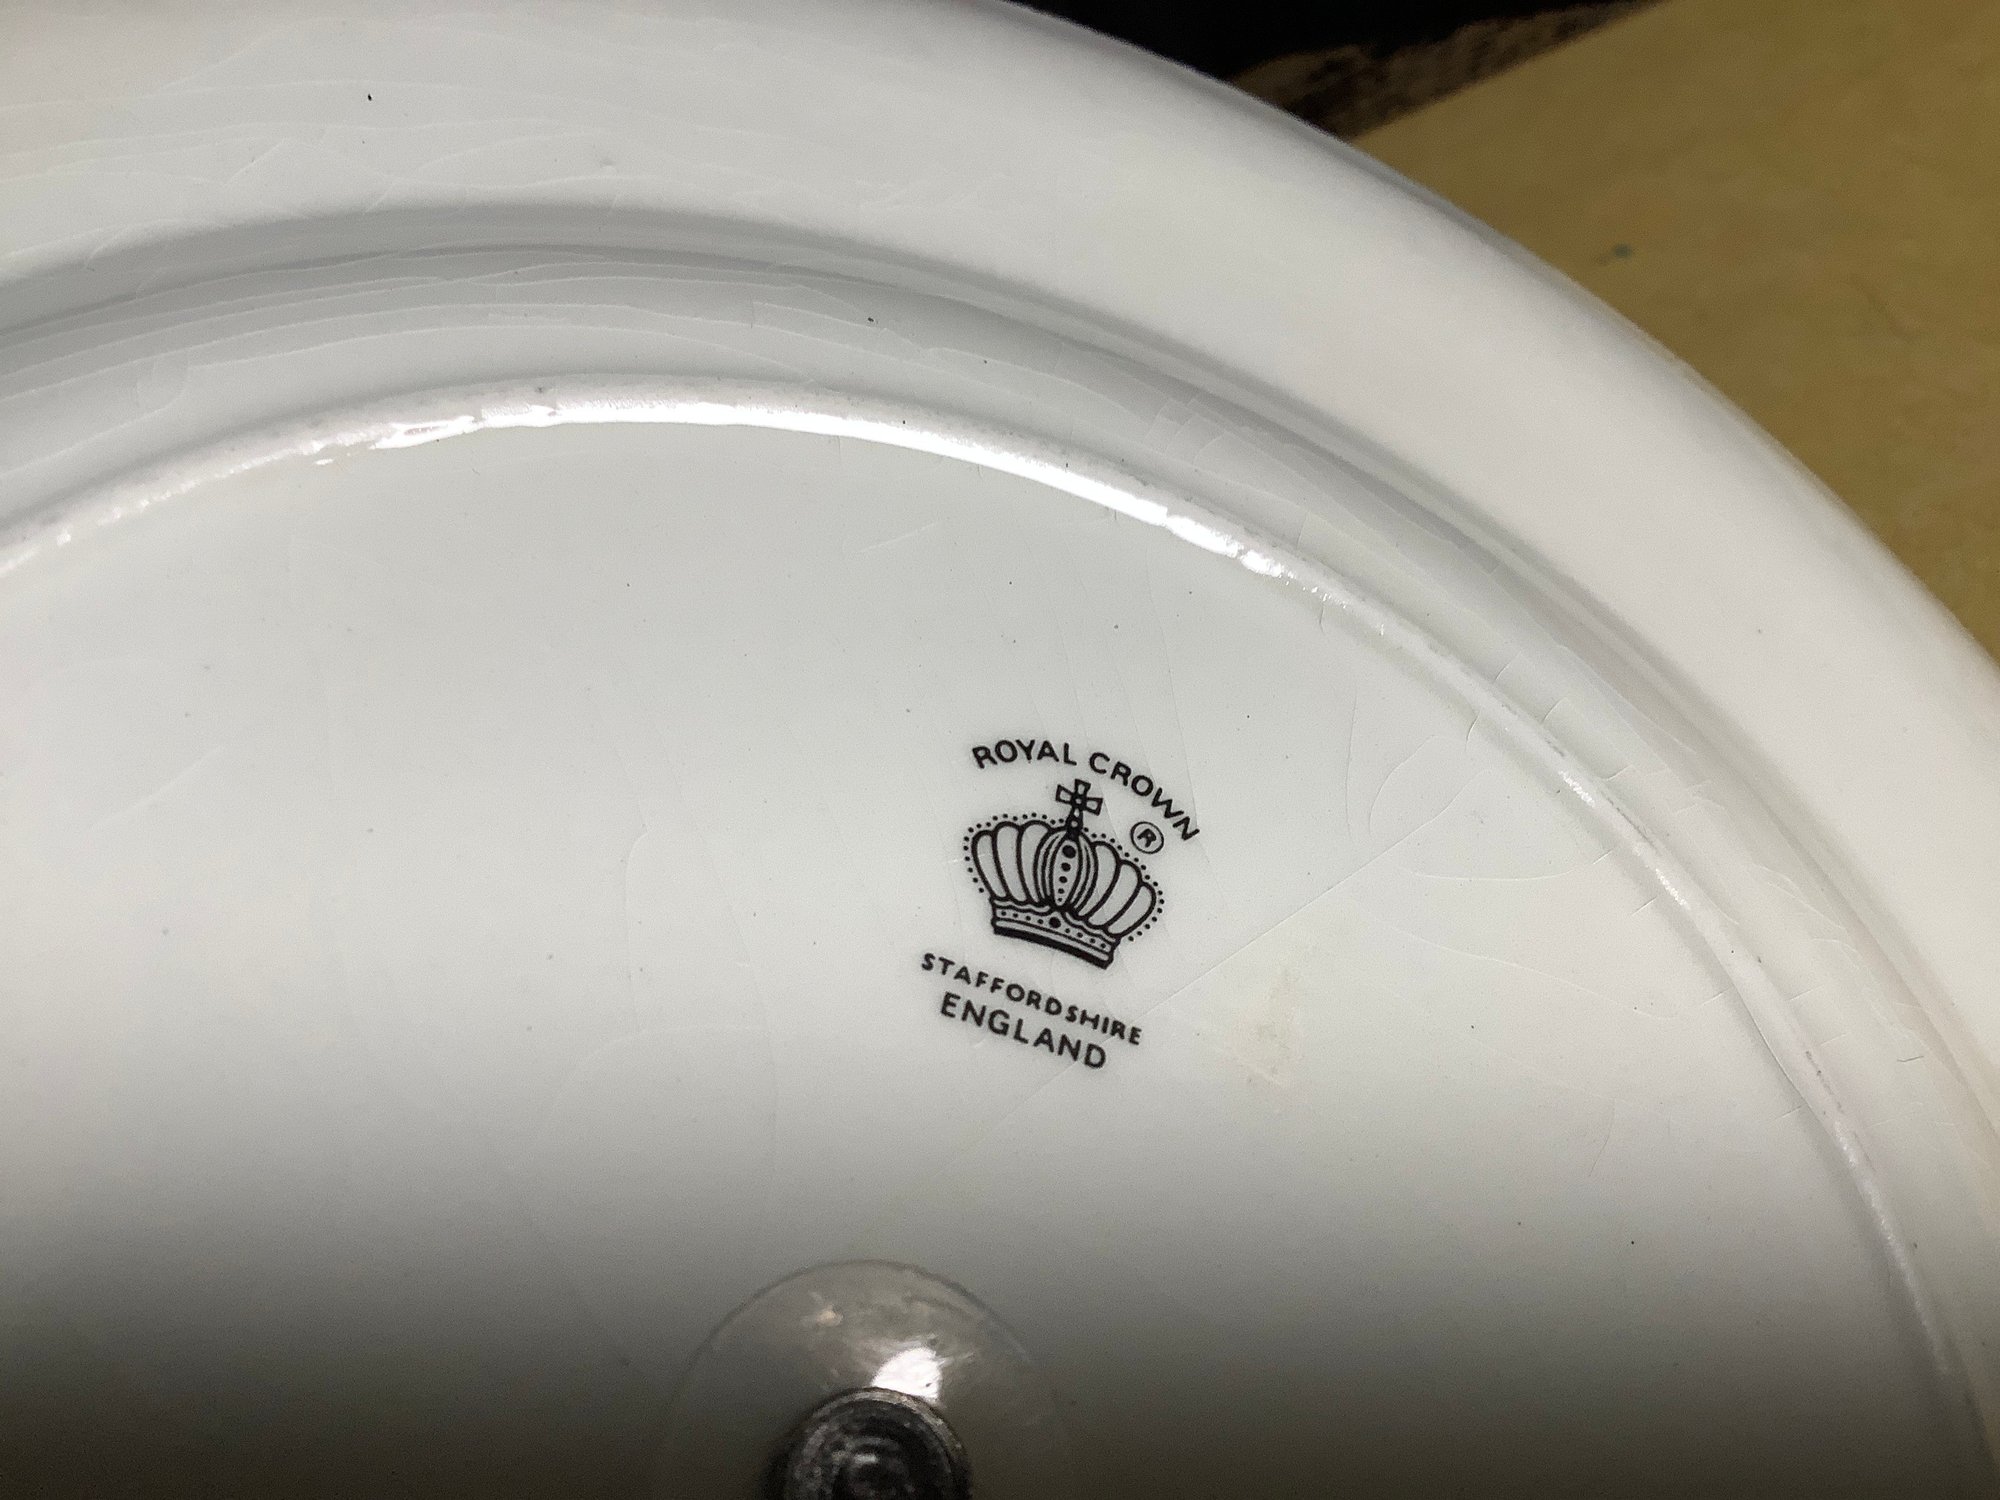 ROYAL CROWN
®
STAFFORDSHIRE
ENGLAND